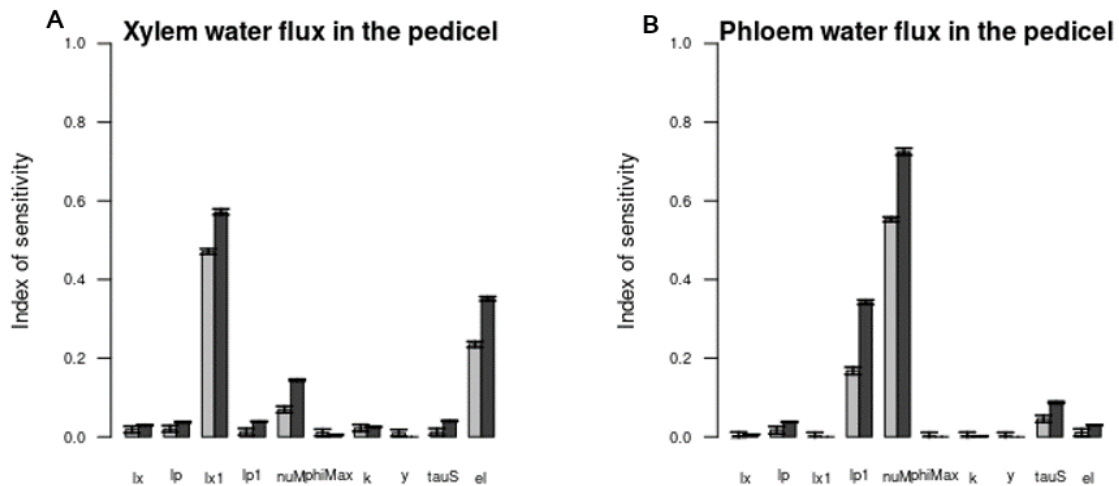 A
Xylem water flux in the pedicel
1.0
0.8
0.6
0.4
0.2
0.0
Index of sensitivity
lx lp lx1 lp1 nuM phiMax k y tauS el
B
Phloem water flux in the pedicel
1.0
0.8
0.6
0.4
0.2
0.0
Index of sensitivity
lx lp lx1 lp1 nuM phiMax k y tauS el